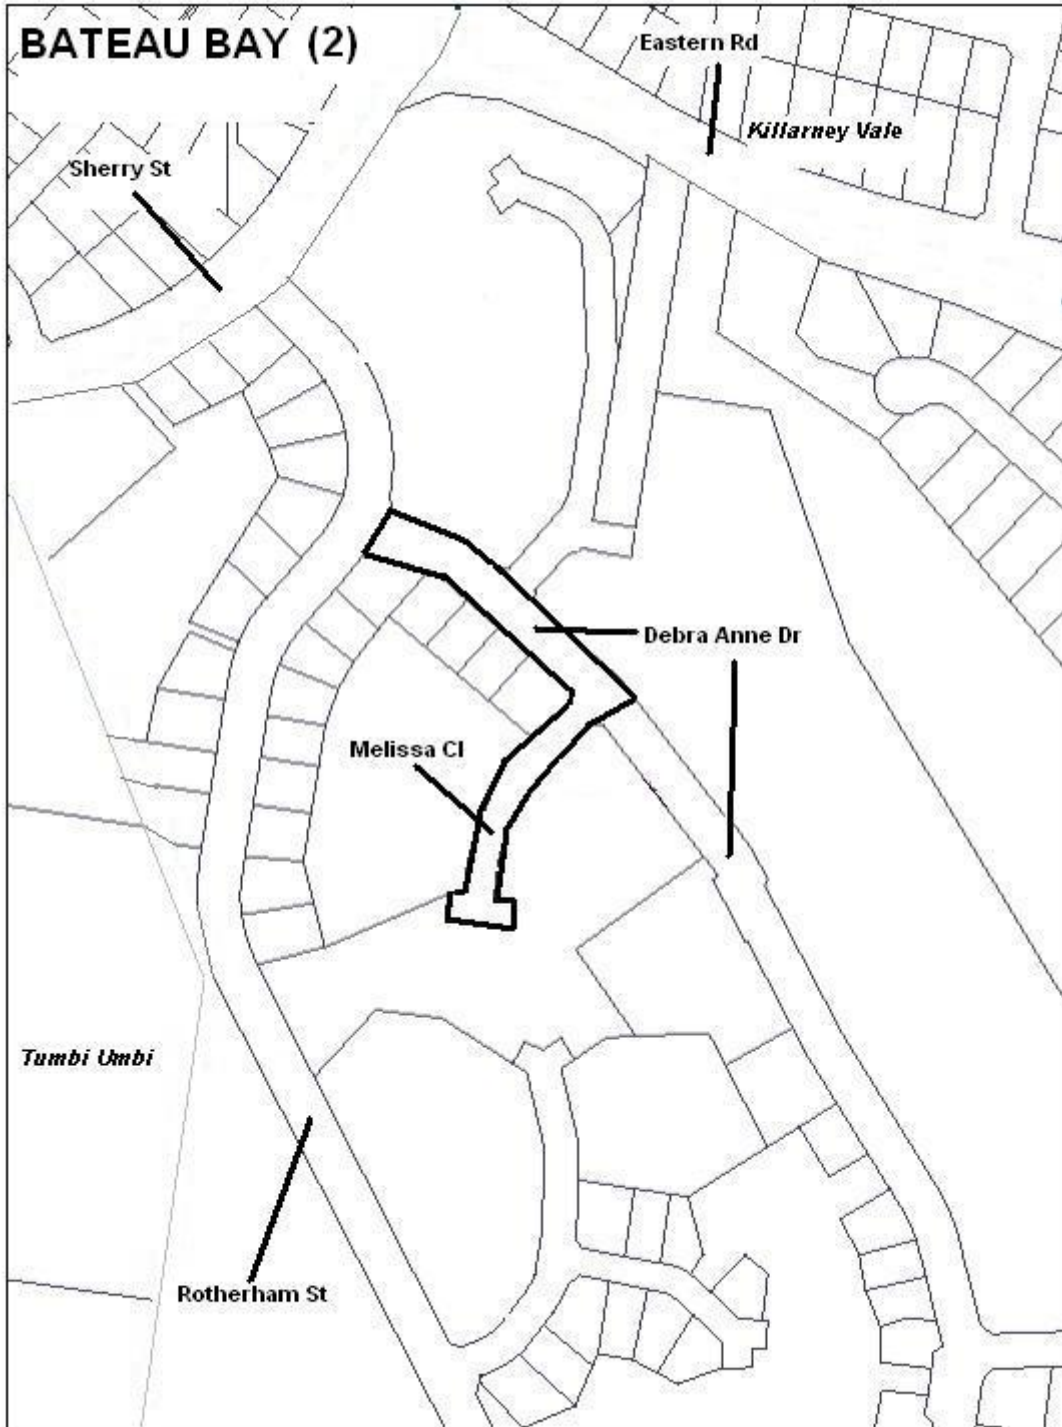 BATEAU BAY (2)
Eastern Rd
Killarney Vale
Sherry St
Debra Anne Dr
Melissa Cl
Tumbi Umbi
Rotherham St